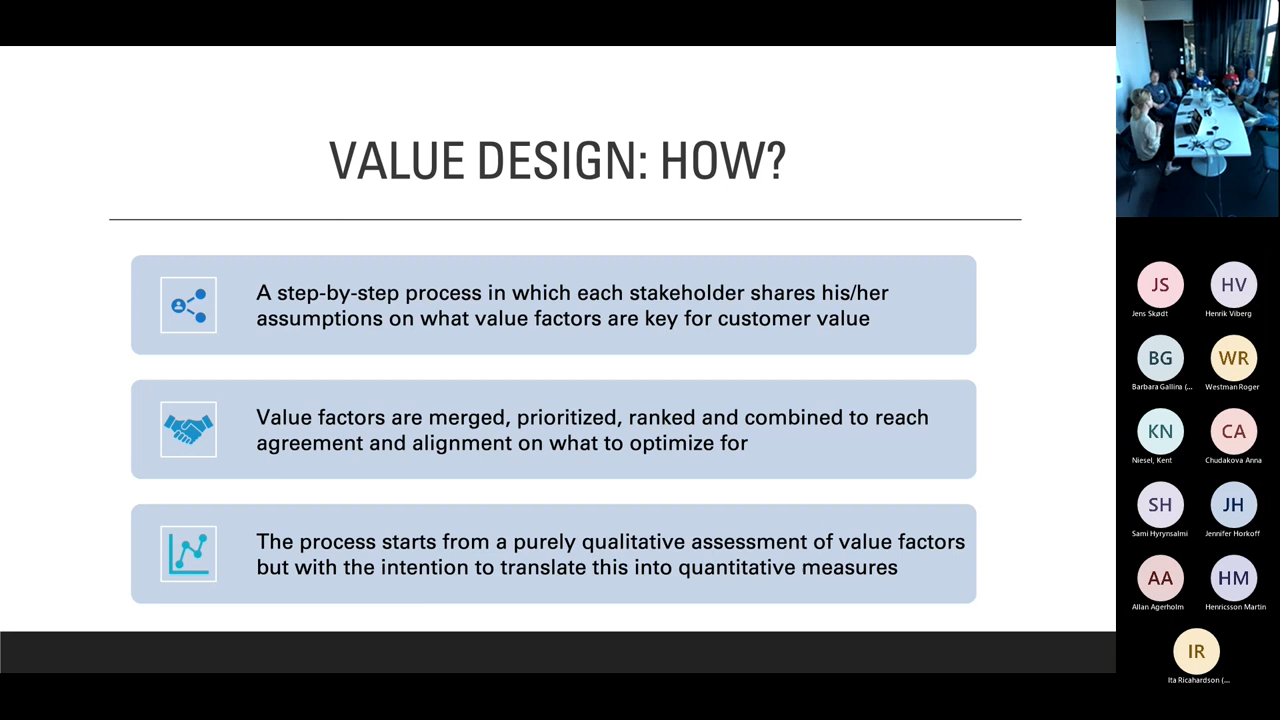 VALUE DESIGN: HOW?
A step-by-step process in which each stakeholder shares his/her
assumptions on what value factors are key for customer value
Value factors are merged, prioritized, ranked and combined to reach
agreement and alignment on what to optimize for
The process starts from a purely qualitative assessment of value factors
but with the intention to translate this into quantitative measures
JS
HV
Jens Skødt
Henrik Viberg
BG
WR
Barbara Gallina (...
Westman Roger
KN
CA
Niesel, Kent
Chudakova Anna
SH
JH
Sami Hyrynsalmi
Jennifer Horkoff
AA
HM
Allan Agerholm
Henricsson Martin
IR
Ita Ricahardson (...